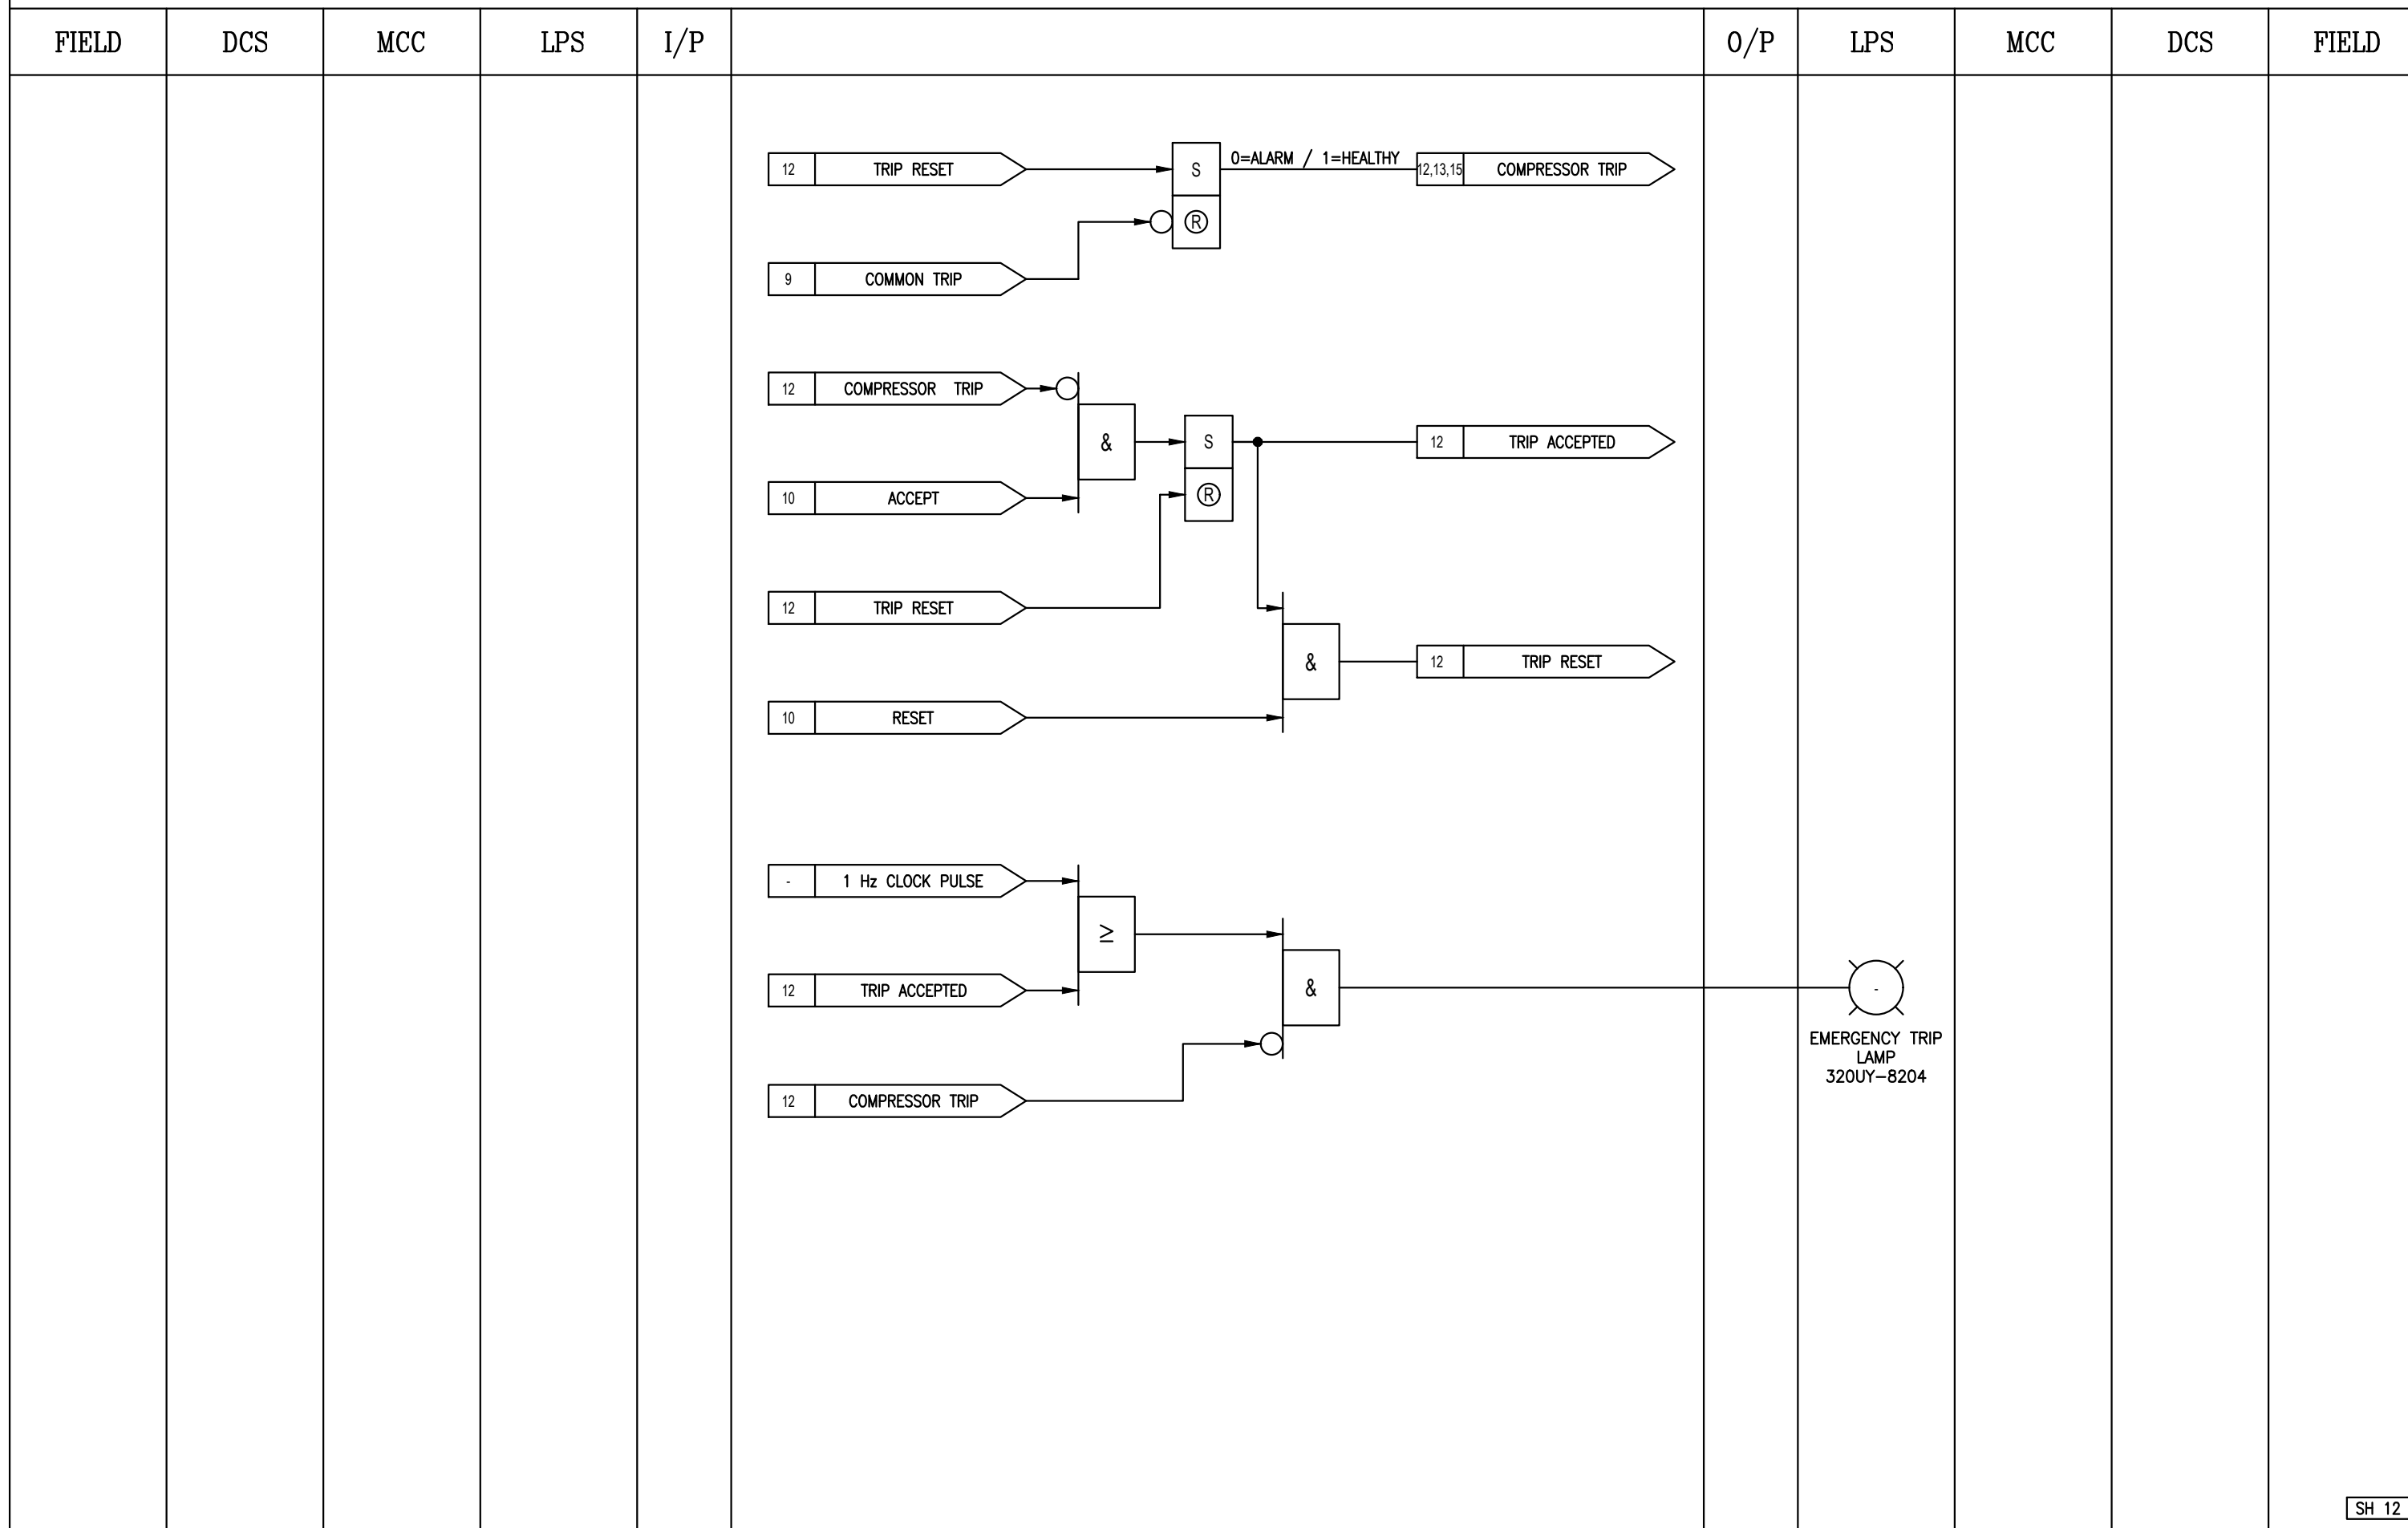 FIELD DCS MCC LPS I/P O/P LPS MCC DCS FIELD
12 TRIP RESET S 0=ALARM / 1=HEALTHY 12,13,15 COMPRESSOR TRIP
R
9 COMMON TRIP
12 COMPRESSOR TRIP
& S 12 TRIP ACCEPTED
10 ACCEPT R
12 TRIP RESET
& 12 TRIP RESET
10 RESET
- 1 Hz CLOCK PULSE
≥
12 TRIP ACCEPTED & -
EMERGENCY TRIP
LAMP
320UY-8204
12 COMPRESSOR TRIP
SH 12